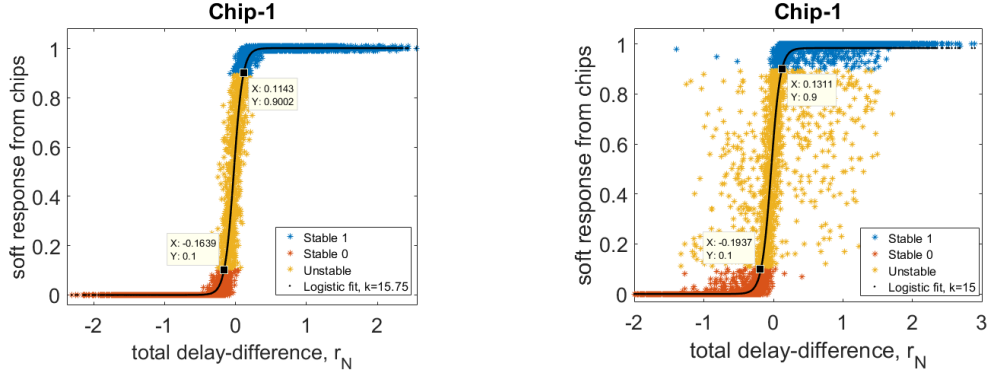 Chip-1
soft response from chips
1
0.8
0.6
0.4
0.2
0
X: 0.1143
Y: 0.9002
X: -0.1639
Y: 0.1
Stable 1
Stable 0
Unstable
Logistic fit, k=15.75
-2 -1 0 1 2
total delay-difference, r_N
Chip-1
soft response from chips
1
0.8
0.6
0.4
0.2
0
X: 0.1311
Y: 0.9
X: -0.1937
Y: 0.1
Stable 1
Stable 0
Unstable
Logistic fit, k=15
-2 -1 0 1 2 3
total delay-difference, r_N